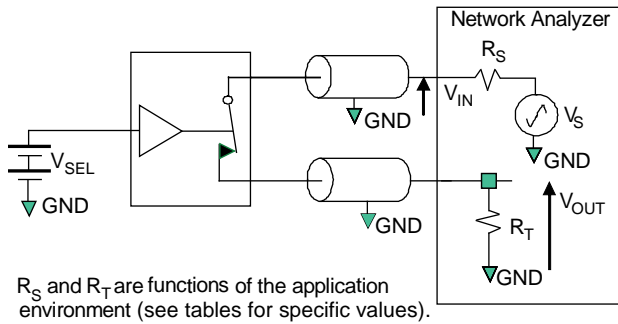 Network Analyzer
RS
VIN
VS
GND
GND
VSEL
GND
GND
VOUT
RT
GND
RS and RT are functions of the application
environment (see tables for specific values).